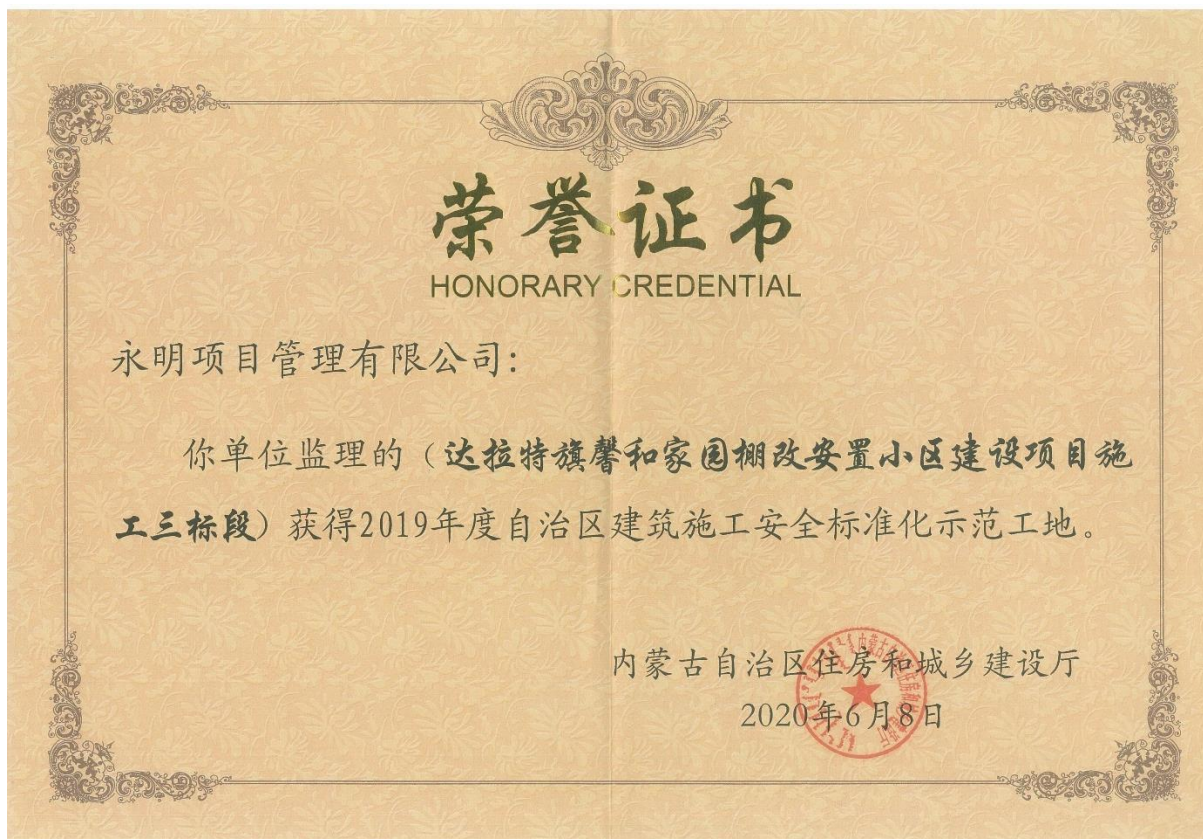 荣誉证书
HONORARY CREDENTIAL
永明项目管理有限公司:
你单位监理的（达拉特旗馨和家园棚改安置小区建设项目施
工三标段）获得2019年度自治区建筑施工安全标准化示范工地。
内蒙古自治区住房和城乡建设厅
2020年6月8日